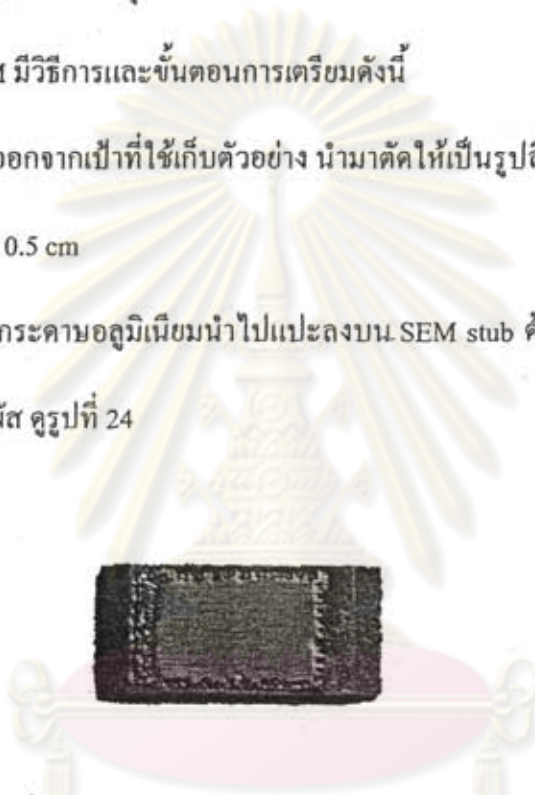 มีวิธีการและขั้นตอนการเตรียมดังนี้
ออกจากเป้าที่ใช้เก็บตัวอย่าง นำมาตัดให้เป็นรูป
0.5 cm
กระดาษอลูมิเนียมนำไปแปะลงบน SEM stub
ดูรูปที่ 24